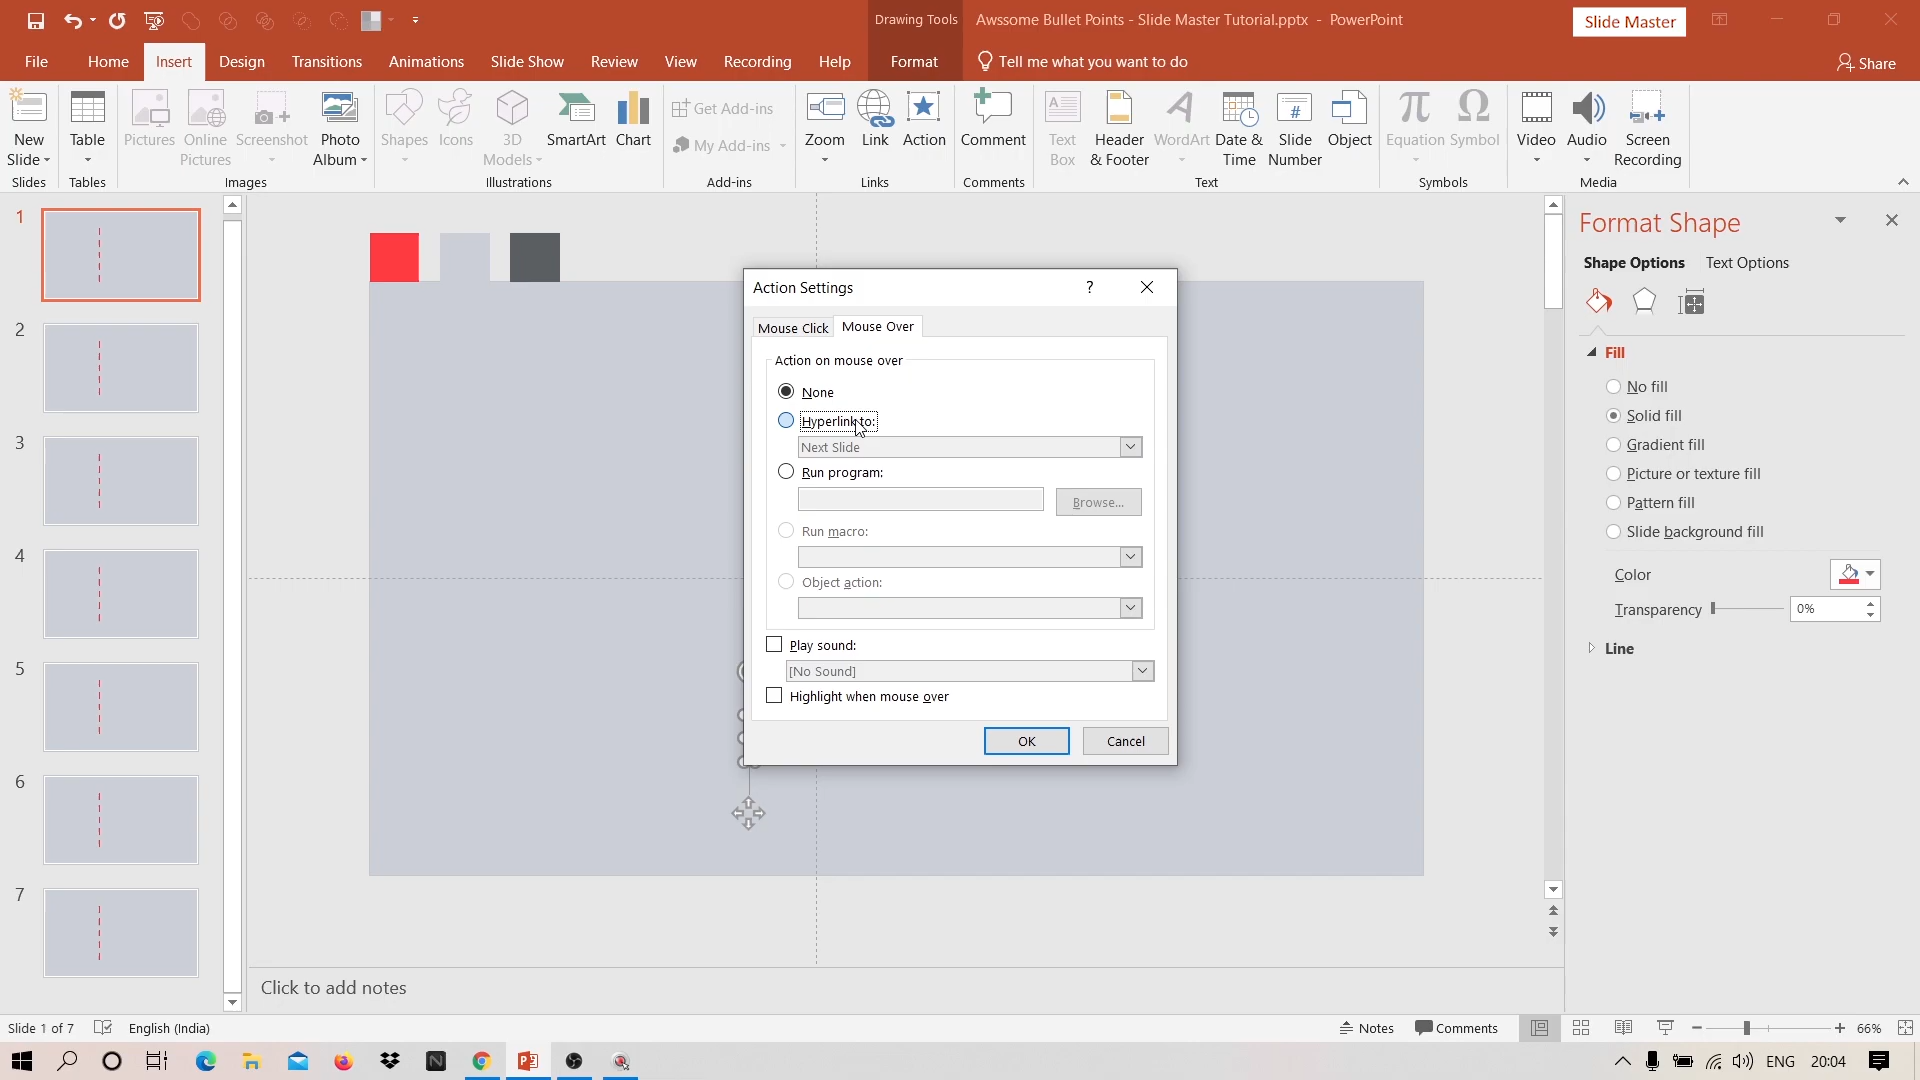 Drawing Tools
Awssome Bullet Points - Slide Master Tutorial.pptx - PowerPoint
Slide Master
File
Home
Insert
Design
Transitions
Animations
Slide Show
Review
View
Recording
Help
Format
Tell me what you want to do
Share
New
Slide
Table
Pictures
Online
Pictures
Screenshot
Photo
Album
Shapes
Icons
3D
Models
SmartArt
Chart
Get Add-ins
My Add-ins
Zoom
Link
Action
Comment
Text
Box
Header
& Footer
WordArt
Date &
Time
Slide
Number
Object
Equation
Symbol
Video
Audio
Screen
Recording
Slides
Tables
Images
Illustrations
Add-ins
Links
Comments
Text
Symbols
Media
1
2
3
4
5
6
7
Action Settings
?
Mouse Click
Mouse Over
Action on mouse over
None
Hyperlink to:
Next Slide
Run program:
Browse...
Run macro:
Object action:
Play sound:
[No Sound]
Highlight when mouse over
OK
Cancel
Format Shape
Shape Options
Text Options
Fill
No fill
Solid fill
Gradient fill
Picture or texture fill
Pattern fill
Slide background fill
Color
Transparency
0%
Line
Click to add notes
Slide 1 of 7
English (India)
Notes
Comments
66%
ENG
20:04